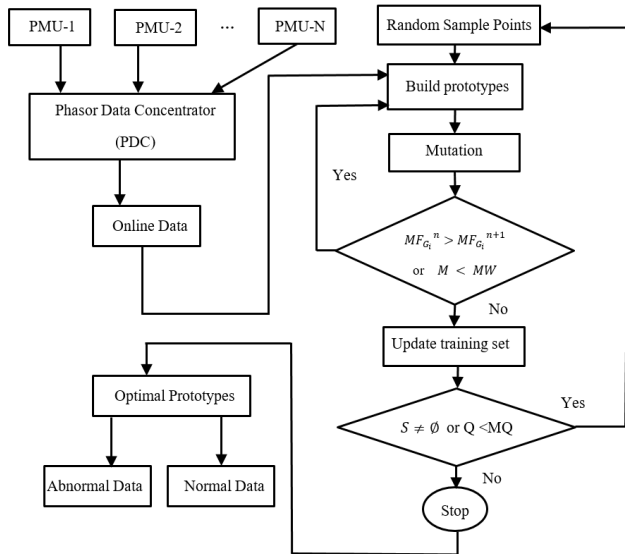 PMU-1
PMU-2
...
PMU-N
Phasor Data Concentrator
(PDC)
Online Data
Random Sample Points
Build prototypes
Mutation
Yes
MF_{G_i}^n > MF_{G_i}^{n+1}
or M < MW
No
Update training set
S ≠ ∅ or Q <MQ
Yes
No
Stop
Optimal Prototypes
Abnormal Data
Normal Data